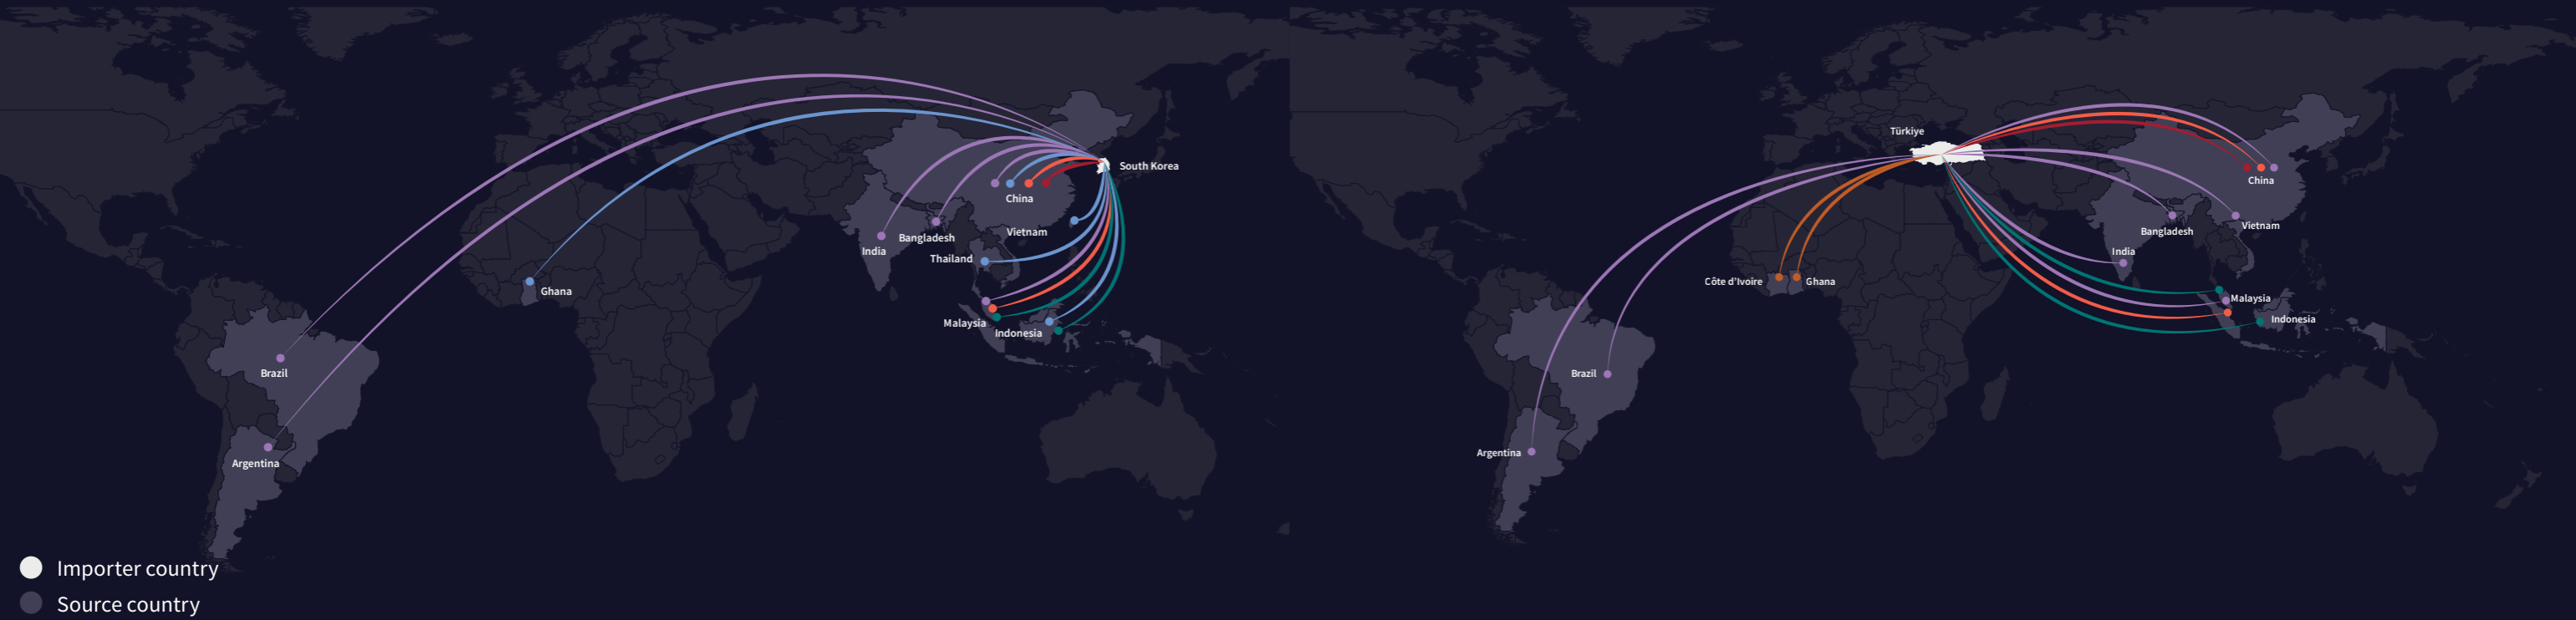 South Korea
China
Vietnam
Bangladesh
India
Thailand
Ghana
Malaysia
Indonesia
Brazil
Argentina
Importer country
Source country
Türkiye
China
Vietnam
Bangladesh
India
Côte d'Ivoire
Ghana
Malaysia
Indonesia
Brazil
Argentina